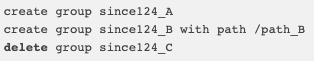 create group since124_A
create group since124_B with path /path_B
delete group since124_C